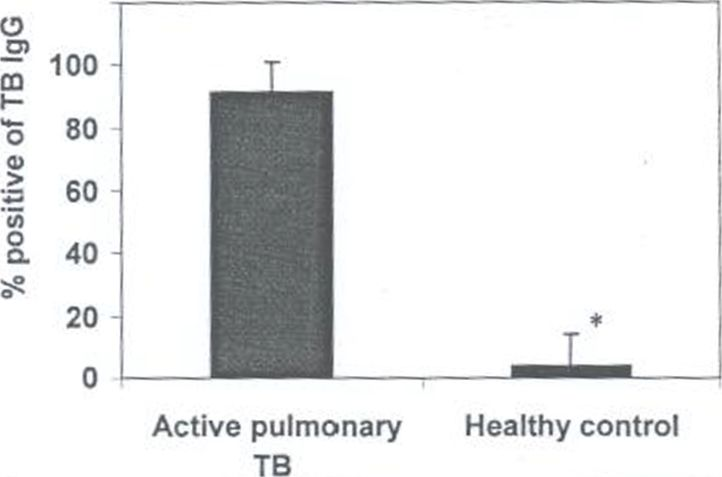 % positive of TB IgG
100
80
60
40
20
0
*
Active pulmonary
TB
Healthy control